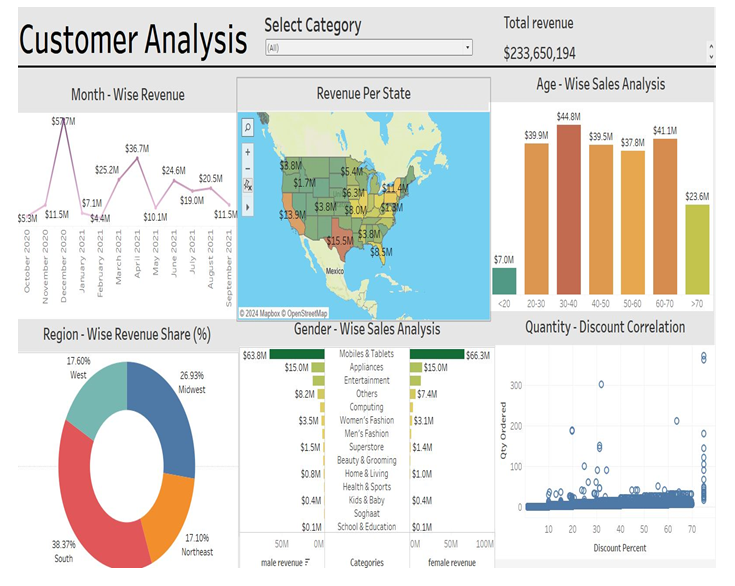 Customer Analysis
Select Category
(All)
Total revenue
$233,650,194
Month - Wise Revenue
$57.7M
$36.7M
$25.2M
$24.6M
$20.5M
$19.0M
$7.1M
$5.3M
$11.5M
$4.4M
$10.1M
$11.5M
October 2020
November 2020
December 2020
January 2021
February 2021
March 2021
April 2021
May 2021
June 2021
July 2021
August 2021
September 2021
Revenue Per State
$3.8M
$5.4M
$1.7M
$6.3M
$11.4M
$3.8M
$8.0M
$1.3M
$13.9M
$3.8M
$15.5M
$8.5M
Mexico
© 2024 Mapbox © OpenStreetMap
Age - Wise Sales Analysis
$44.8M
$39.9M
$39.5M
$37.8M
$41.1M
$23.6M
$7.0M
<20
20-30
30-40
40-50
50-60
60-70
>70
Region - Wise Revenue Share (%)
17.60%
West
26.93%
Midwest
38.37%
South
17.10%
Northeast
Gender - Wise Sales Analysis
$63.8M Mobiles & Tablets $66.3M
$15.0M Appliances $15.0M
Entertainment
$8.2M Others $7.4M
Computing
$3.5M Women's Fashion $3.1M
Men's Fashion
$1.5M Superstore $1.4M
Beauty & Grooming
$0.8M Home & Living $1.0M
Health & Sports
$0.4M Kids & Baby $0.4M
Soghaat
$0.1M School & Education $0.1M
50M 0M 0M 50M 100M
male revenue Categories female revenue
Quantity - Discount Correlation
Qty Ordered
300
200
100
0
10 20 30 40 50 60 70
Discount Percent